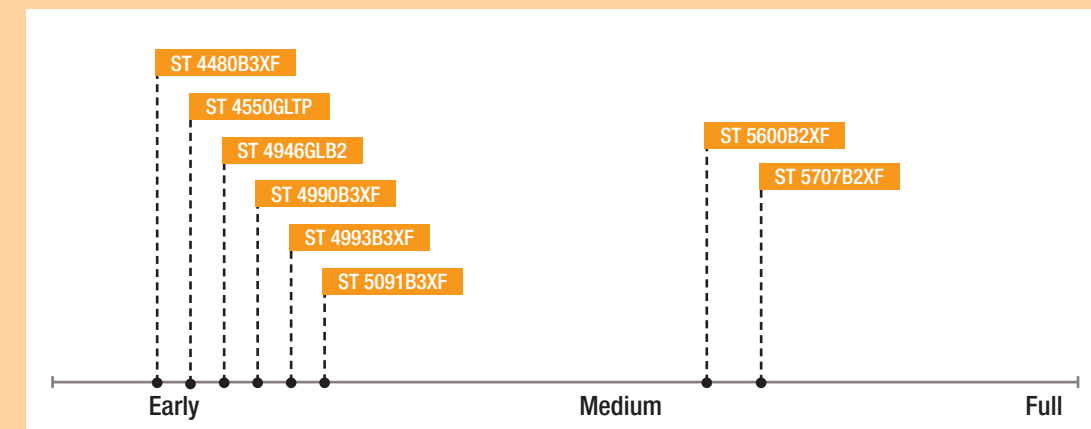 ST 4480B3XF
ST 4550GLTP
ST 4946GLB2
ST 4990B3XF
ST 4993B3XF
ST 5091B3XF
ST 5600B2XF
ST 5707B2XF
Early
Medium
Full